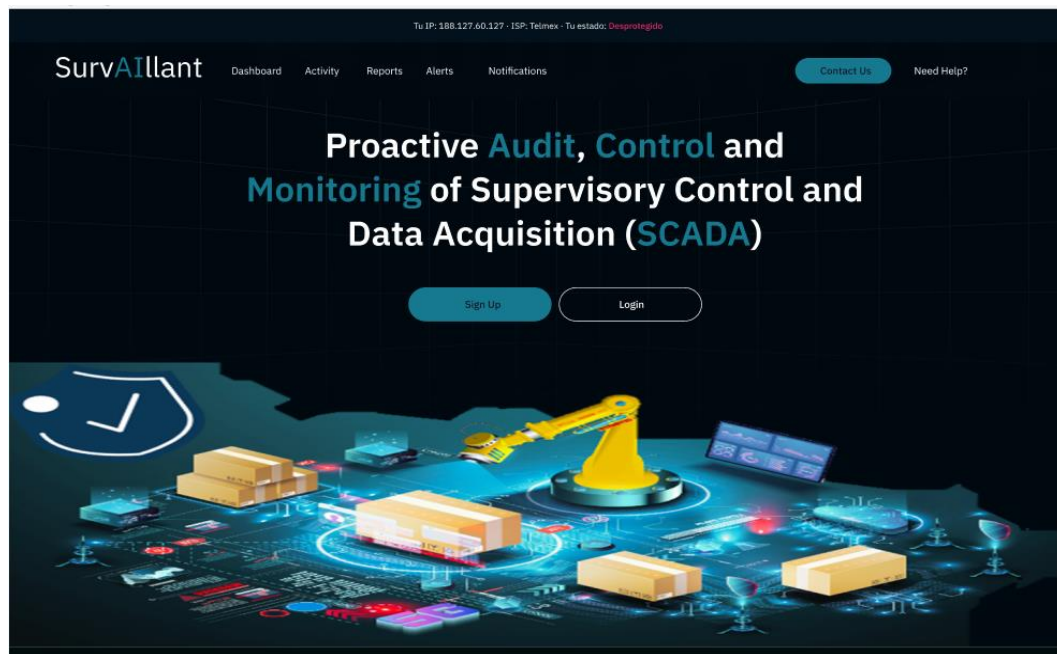 Tu IP: 188.127.60.127 · ISP: Telmex · Tu estado: Desprotegido
SurvAIllant
Dashboard Activity Reports Alerts Notifications
Contact Us
Need Help?
Proactive Audit, Control and
Monitoring of Supervisory Control and
Data Acquisition (SCADA)
Sign Up
Login